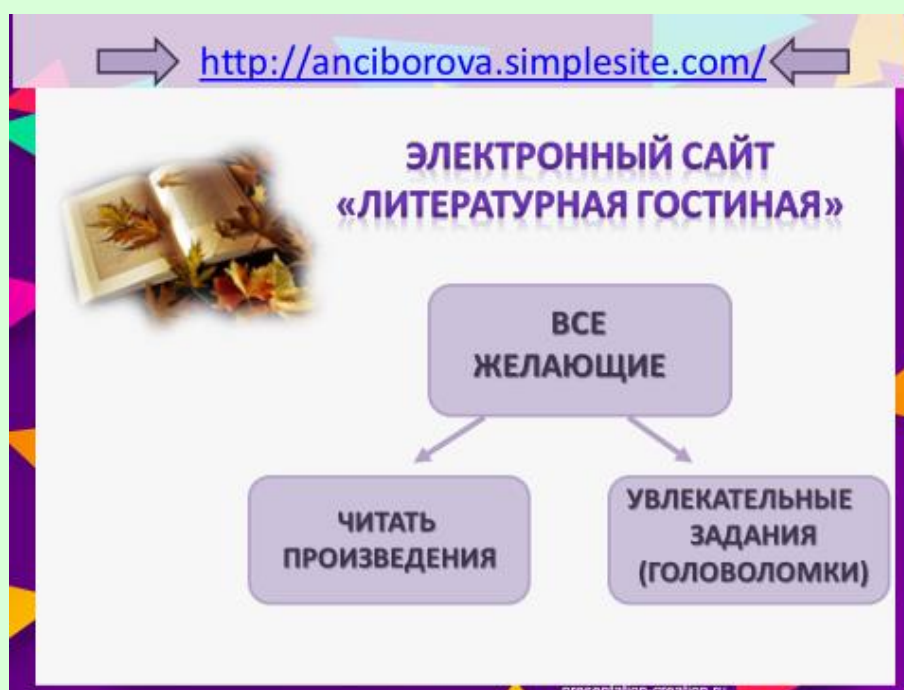 http://anciborova.simplesite.com/
ЭЛЕКТРОННЫЙ САЙТ
«ЛИТЕРАТУРНАЯ ГОСТИНАЯ»
ВСЕ
ЖЕЛАЮЩИЕ
ЧИТАТЬ
ПРОИЗВЕДЕНИЯ
УВЛЕКАТЕЛЬНЫЕ
ЗАДАНИЯ
(ГОЛОВОЛОМКИ)